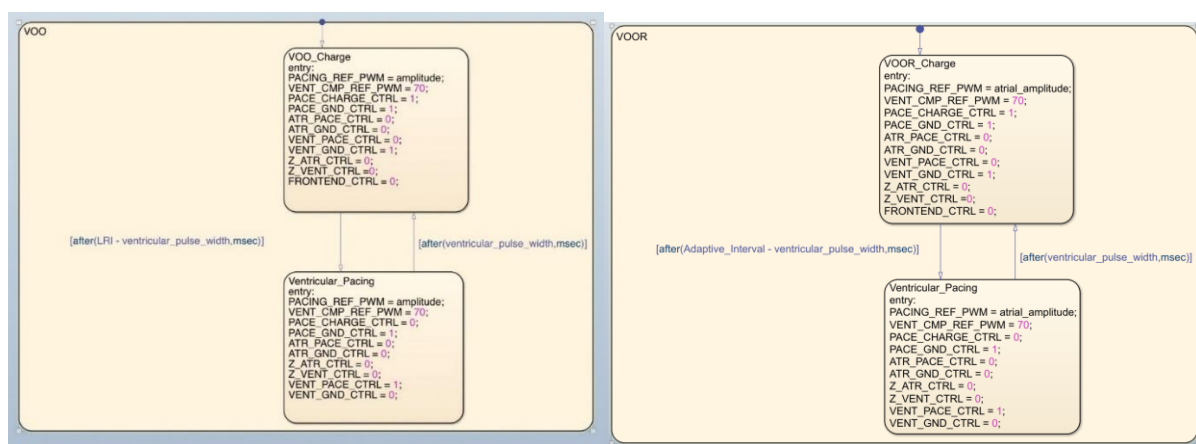 VOO
VOO_Charge
entry:
PACING_REF_PWM = amplitude;
VENT_CMP_REF_PWM = 70;
PACE_CHARGE_CTRL = 1;
PACE_GND_CTRL = 1;
ATR_PACE_CTRL = 0;
ATR_GND_CTRL = 0;
VENT_PACE_CTRL = 0;
VENT_GND_CTRL = 1;
Z_ATR_CTRL = 0;
Z_VENT_CTRL =0;
FRONTEND_CTRL = 0;
[after(LRI - ventricular_pulse_width,msec)]
[after(ventricular_pulse_width,msec)]
Ventricular_Pacing
entry:
PACING_REF_PWM = amplitude;
VENT_CMP_REF_PWM = 70;
PACE_CHARGE_CTRL = 0;
PACE_GND_CTRL = 1;
ATR_PACE_CTRL = 0;
ATR_GND_CTRL = 0;
Z_ATR_CTRL = 0;
Z_VENT_CTRL = 0;
VENT_PACE_CTRL = 1;
VENT_GND_CTRL = 0;
VOOR
VOOR_Charge
entry:
PACING_REF_PWM = atrial_amplitude;
VENT_CMP_REF_PWM = 70;
PACE_CHARGE_CTRL = 1;
PACE_GND_CTRL = 1;
ATR_PACE_CTRL = 0;
ATR_GND_CTRL = 0;
VENT_PACE_CTRL = 0;
VENT_GND_CTRL = 1;
Z_ATR_CTRL = 0;
Z_VENT_CTRL =0;
FRONTEND_CTRL = 0;
[after(Adaptive_Interval - ventricular_pulse_width,msec)]
[after(ventricular_pulse_width,msec)]
Ventricular_Pacing
entry:
PACING_REF_PWM = atrial_amplitude;
VENT_CMP_REF_PWM = 70;
PACE_CHARGE_CTRL = 0;
PACE_GND_CTRL = 1;
ATR_PACE_CTRL = 0;
ATR_GND_CTRL = 0;
Z_ATR_CTRL = 0;
Z_VENT_CTRL = 0;
VENT_PACE_CTRL = 1;
VENT_GND_CTRL = 0;